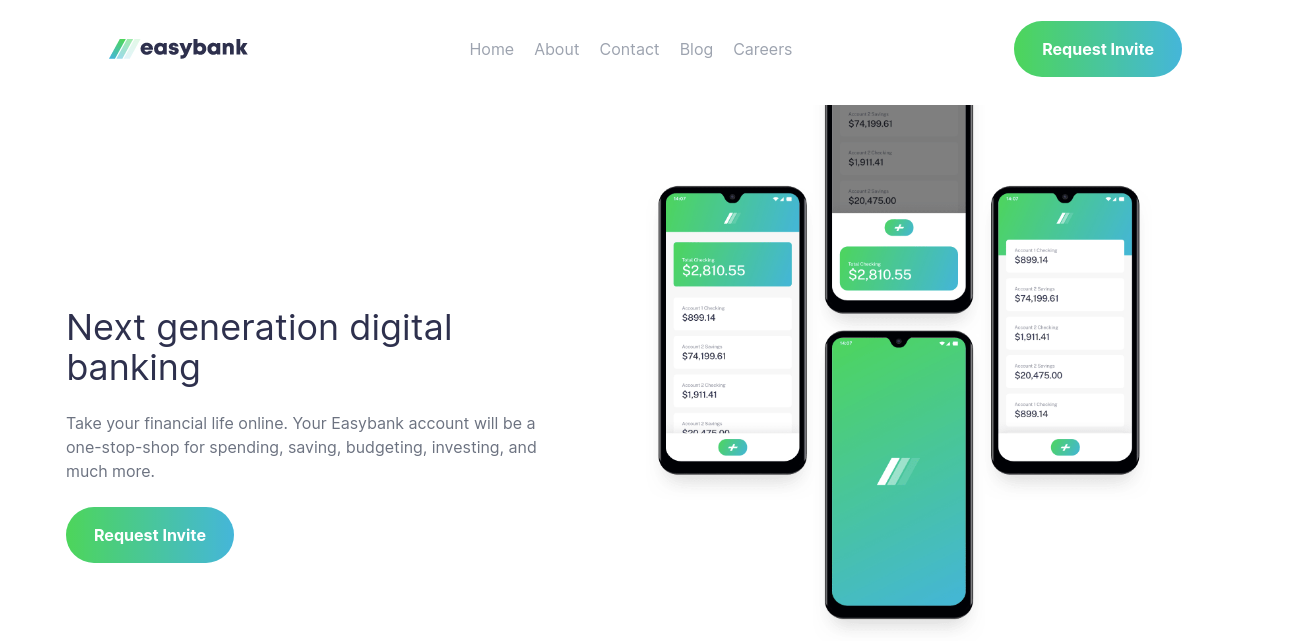 easybank
Home About Contact Blog Careers
Request Invite
Next generation digital
banking
Take your financial life online. Your Easybank account will be a
one-stop-shop for spending, saving, budgeting, investing, and
much more.
Request Invite
Account 2 Savings
$74,199.61
Account 2 Checking
$1,911.41
Account 2 Savings
$20,475.00
Total Checking
$2,810.55
Total Checking
$2,810.55
Account 1 Checking
$899.14
Account 2 Savings
$74,199.61
Account 2 Checking
$1,911.41
Account 2 Savings
$20,475.00
Account 1 Checking
$899.14
Account 2 Savings
$74,199.61
Account 2 Checking
$1,911.41
Account 2 Savings
$20,475.00
Account 1 Checking
$899.14